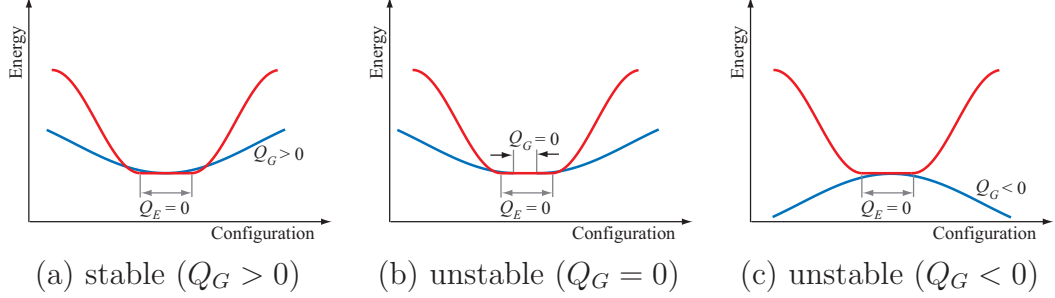 Energy
Q_G > 0
Q_E = 0
Configuration
(a) stable (Q_G > 0)
Energy
Q_G = 0
Q_E = 0
Configuration
(b) unstable (Q_G = 0)
Energy
Q_G < 0
Q_E = 0
Configuration
(c) unstable (Q_G < 0)